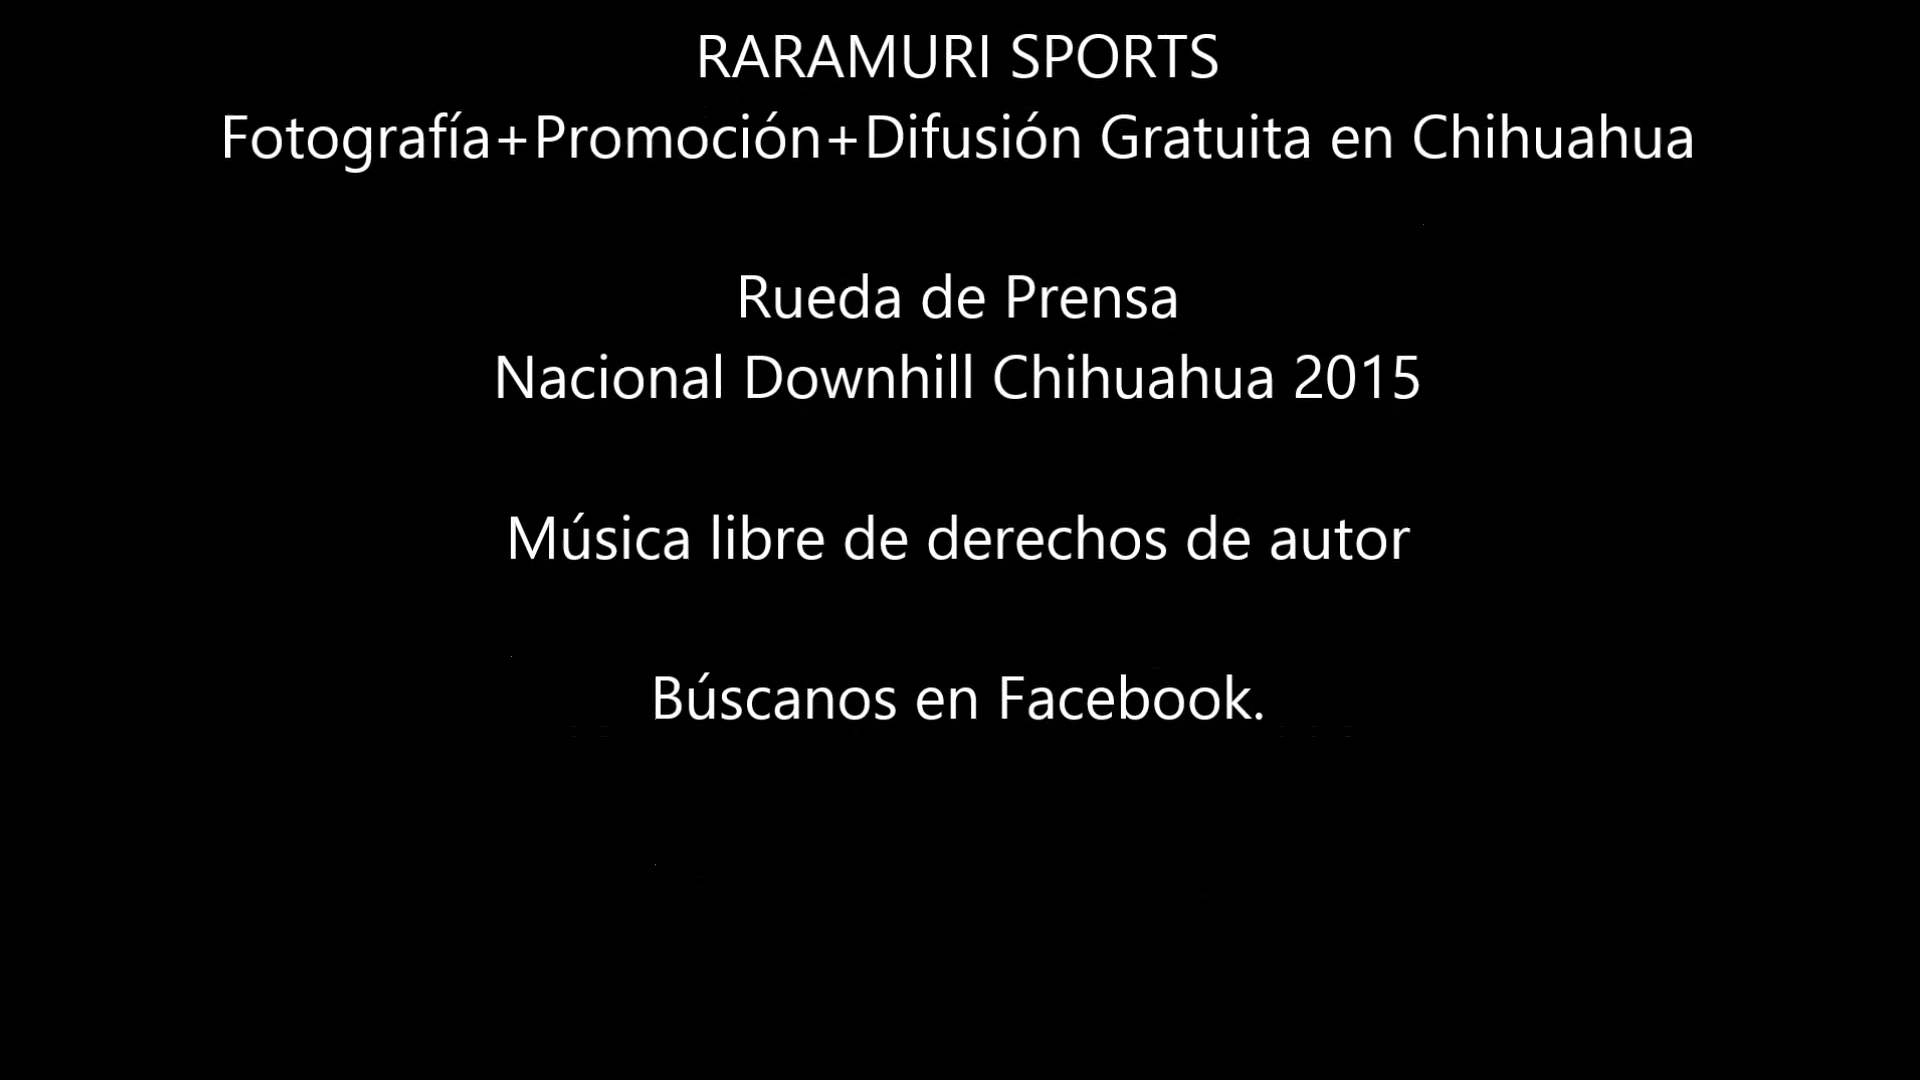 RARAMURI SPORTS
Fotografía+Promoción+Difusión Gratuita en Chihuahua
Rueda de Prensa
Nacional Downhill Chihuahua 2015
Música libre de derechos de autor
Búscanos en Facebook.